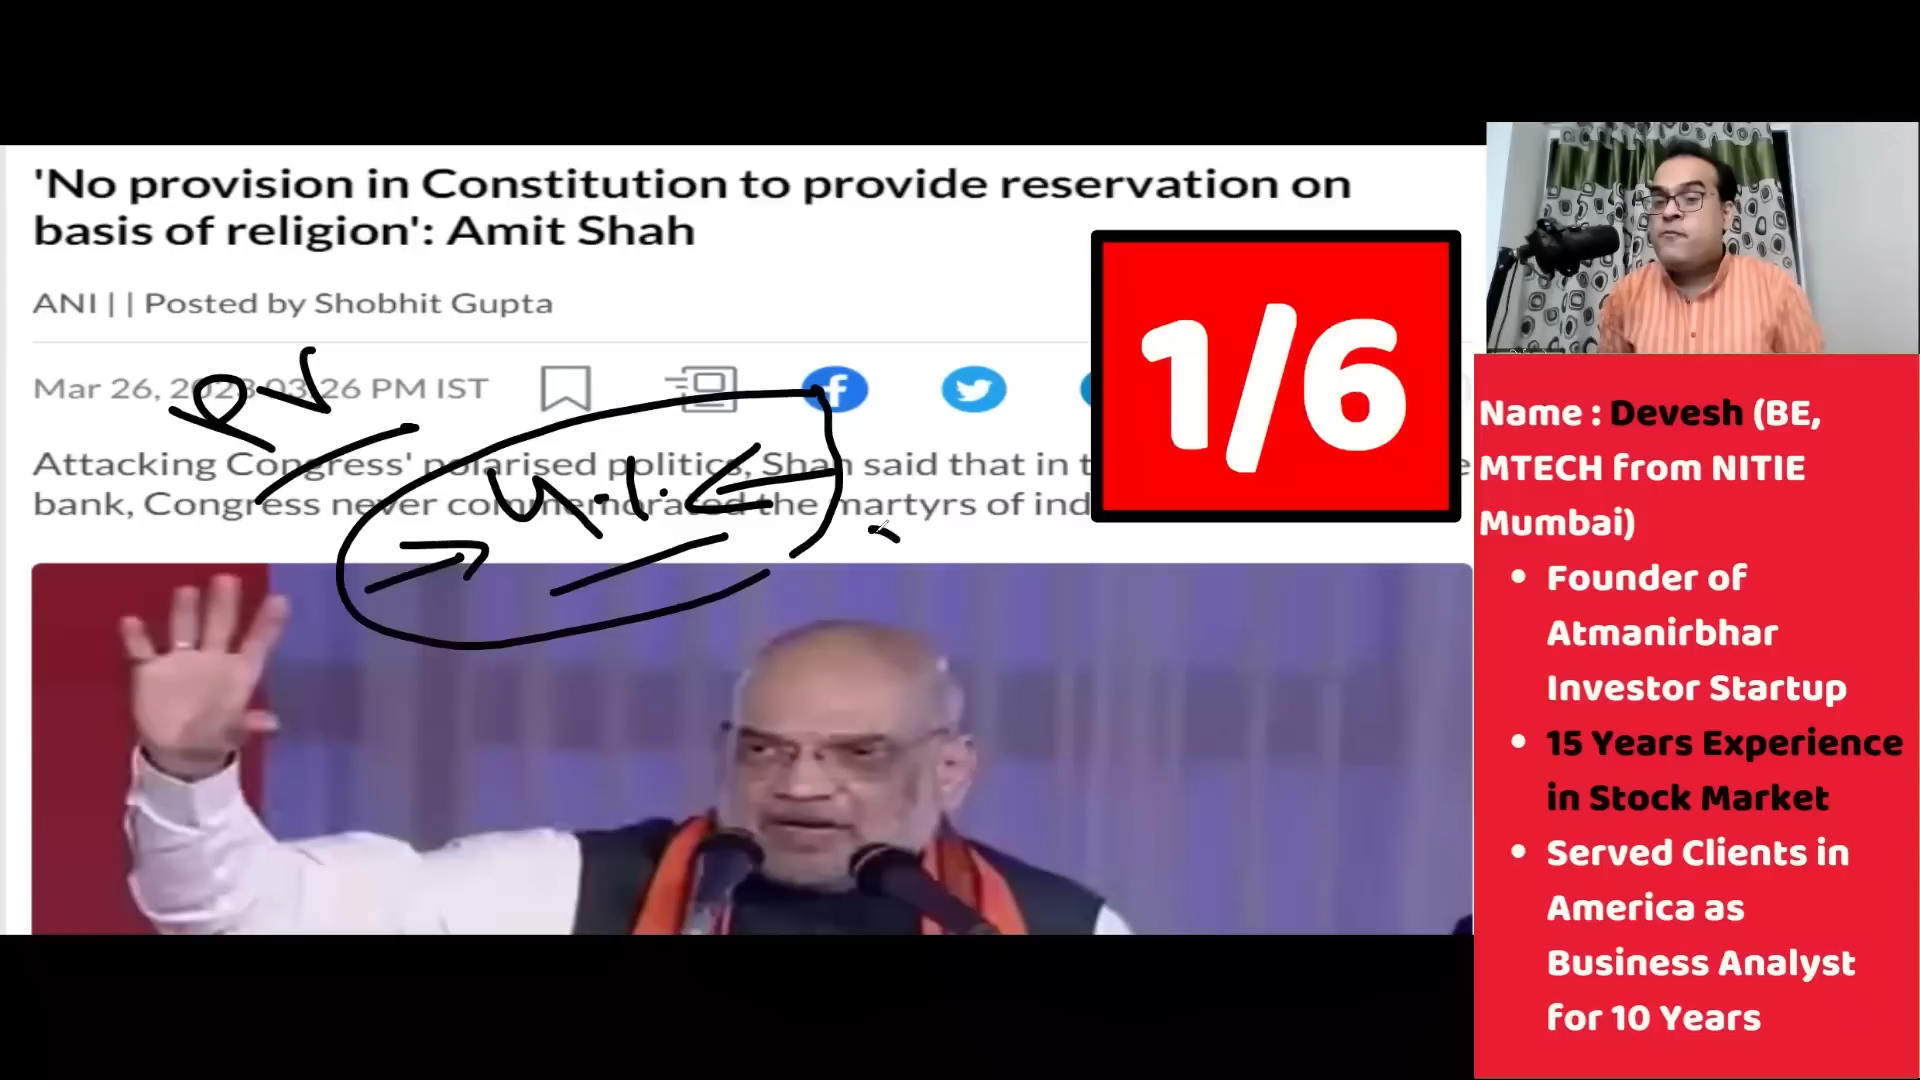 'No provision in Constitution to provide reservation on
basis of religion': Amit Shah
ANI | | Posted by Shobhit Gupta
Mar 26, 2023 03:26 PM IST
Attacking Congress' polarised politics, Shah said that in
bank, Congress never commemorated the martyrs of
1/6
Name : Devesh (BE,
MTECH from NITIE
Mumbai)
• Founder of
Atmanirbhar
Investor Startup
• 15 Years Experience
in Stock Market
• Served Clients in
America as
Business Analyst
for 10 Years